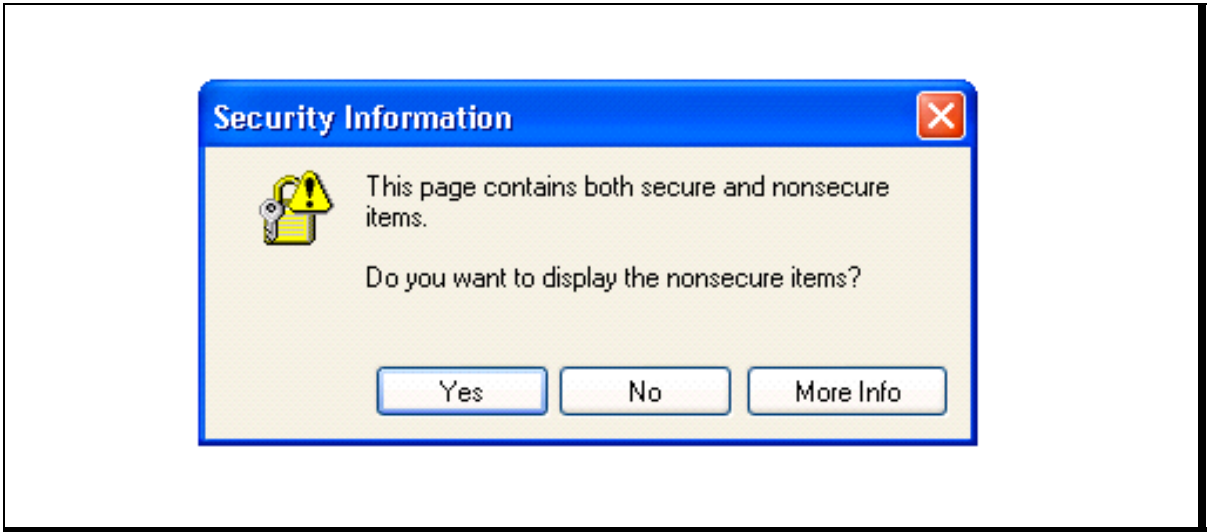 Security Information
This page contains both secure and nonsecure
items.
Do you want to display the nonsecure items?
Yes No More Info